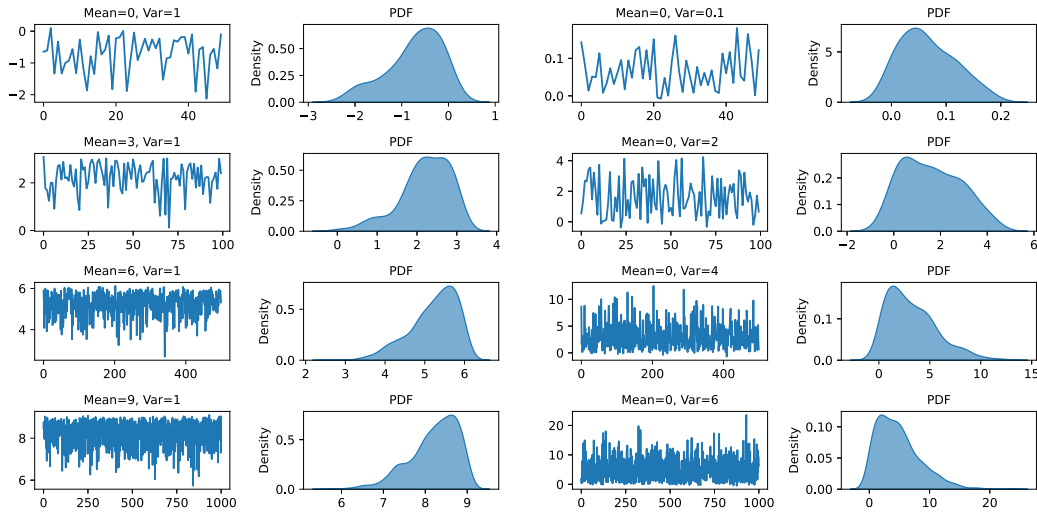 Mean=0, Var=1
PDF
Mean=0, Var=0.1
PDF
0
−1
−2
0 20 40
Density
0.50
0.25
0.00
−3 −2 −1 0 1
0.1
0.0
0 20 40
Density
5
0
0.0 0.1 0.2
Mean=3, Var=1
PDF
Mean=0, Var=2
PDF
2
0
0 25 50 75 100
Density
0.50
0.25
0.00
0 1 2 3 4
4
2
0
0 25 50 75 100
Density
0.2
0.1
0.0
−2 0 2 4 6
Mean=6, Var=1
PDF
Mean=0, Var=4
PDF
6
4
0 200 400
Density
0.5
0.0
2 3 4 5 6
10
5
0
0 200 400
Density
0.1
0.0
0 5 10 15
Mean=9, Var=1
PDF
Mean=0, Var=6
PDF
8
6
0 250 500 750 1000
Density
0.5
0.0
6 7 8 9
20
10
0
0 250 500 750 1000
Density
0.10
0.05
0.00
0 10 20